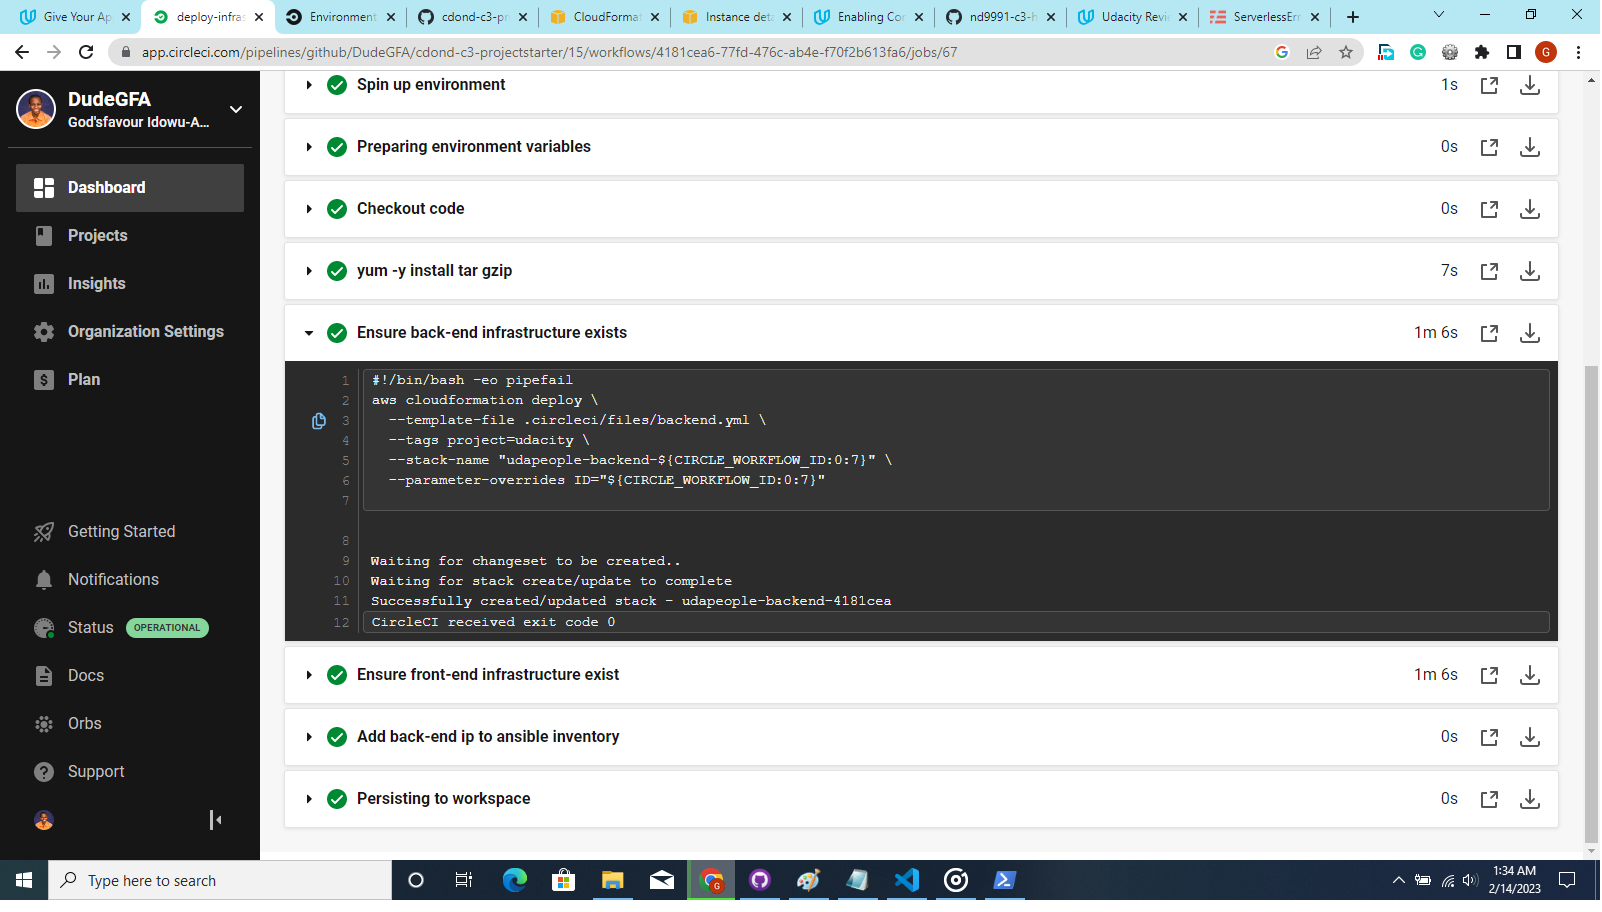 Give Your Ap
deploy-infras
Environment
cdond-c3-pr
CloudFormat
Instance deta
Enabling Con
nd9991-c3-h
Udacity Revie
ServerlessErr
app.circleci.com/pipelines/github/DudeGFA/cdond-c3-projectstarter/15/workflows/4181cea6-77fd-476c-ab4e-f70f2b613fa6/jobs/67
G
DudeGFA
God'sfavour Idowu-A...
Dashboard
Projects
Insights
Organization Settings
Plan
Getting Started
Notifications
Status OPERATIONAL
Docs
Orbs
Support
Spin up environment 1s
Preparing environment variables 0s
Checkout code 0s
yum -y install tar gzip 7s
Ensure back-end infrastructure exists 1m 6s
1 #!/bin/bash -eo pipefail
2 aws cloudformation deploy \
3 --template-file .circleci/files/backend.yml \
4 --tags project=udacity \
5 --stack-name "udapeople-backend-${CIRCLE_WORKFLOW_ID:0:7}" \
6 --parameter-overrides ID="${CIRCLE_WORKFLOW_ID:0:7}"
7
8
9 Waiting for changeset to be created..
10 Waiting for stack create/update to complete
11 Successfully created/updated stack - udapeople-backend-4181cea
12 CircleCI received exit code 0
Ensure front-end infrastructure exist 1m 6s
Add back-end ip to ansible inventory 0s
Persisting to workspace 0s
Type here to search
G
1:34 AM
2/14/2023